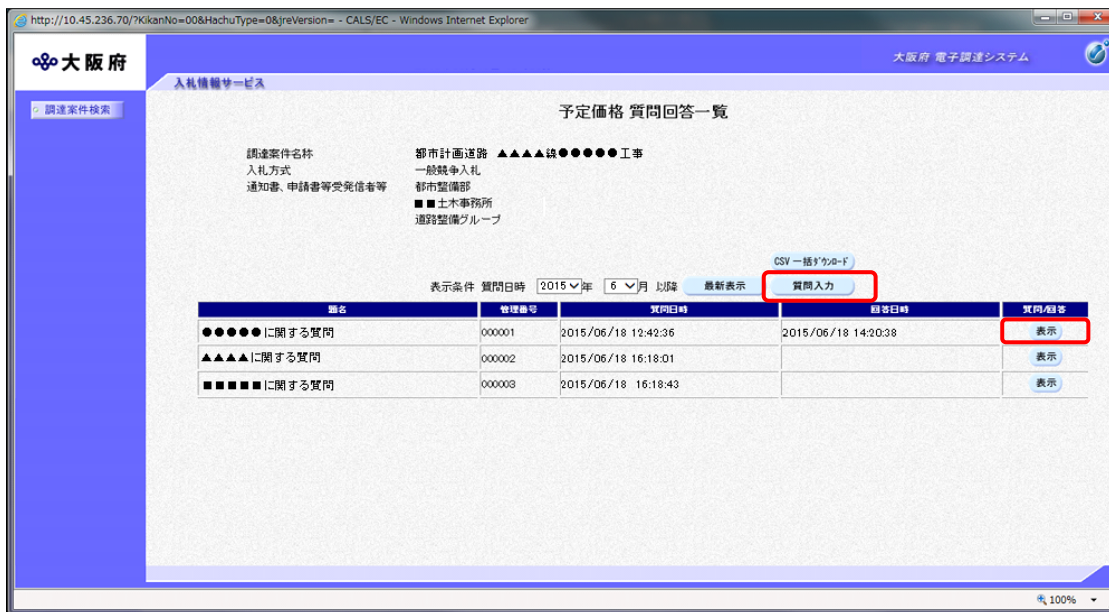 http://10.45.236.70/?KikanNo=00&HachuType=0&jreVersion= - CALS/EC - Windows Internet Explorer
大阪府
大阪府 電子調達システム
入札情報サービス
調達案件検索
予定価格 質問回答一覧
調達案件名称 都市計画道路 ▲▲▲▲線●●●●●工事
入札方式 一般競争入札
通知書、申請書等受発信者等 都市整備部
■■土木事務所
道路整備グループ
CSV一括ダウンロード
表示条件 質問日時 2015年 6月 以降 最新表示 質問入力
題名 管理番号 質問日時 回答日時 質問/回答
●●●●●に関する質問 000001 2015/06/18 12:42:36 2015/06/18 14:20:38 表示
▲▲▲▲に関する質問 000002 2015/06/18 16:18:01 表示
■■■■■に関する質問 000003 2015/06/18 16:18:43 表示
100%